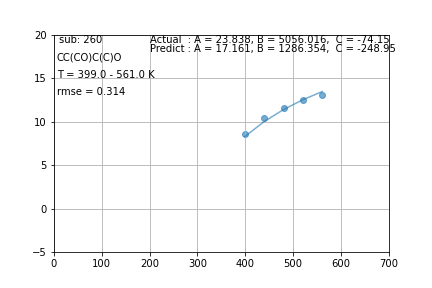 sub: 260
Actual : A = 23.838, B = 5056.016, C = -74.15
Predict : A = 17.161, B = 1286.354, C = -248.95
CC(CO)C(C)O
T = 399.0 - 561.0 K
rmse = 0.314
20
15
10
5
0
−5
0 100 200 300 400 500 600 700